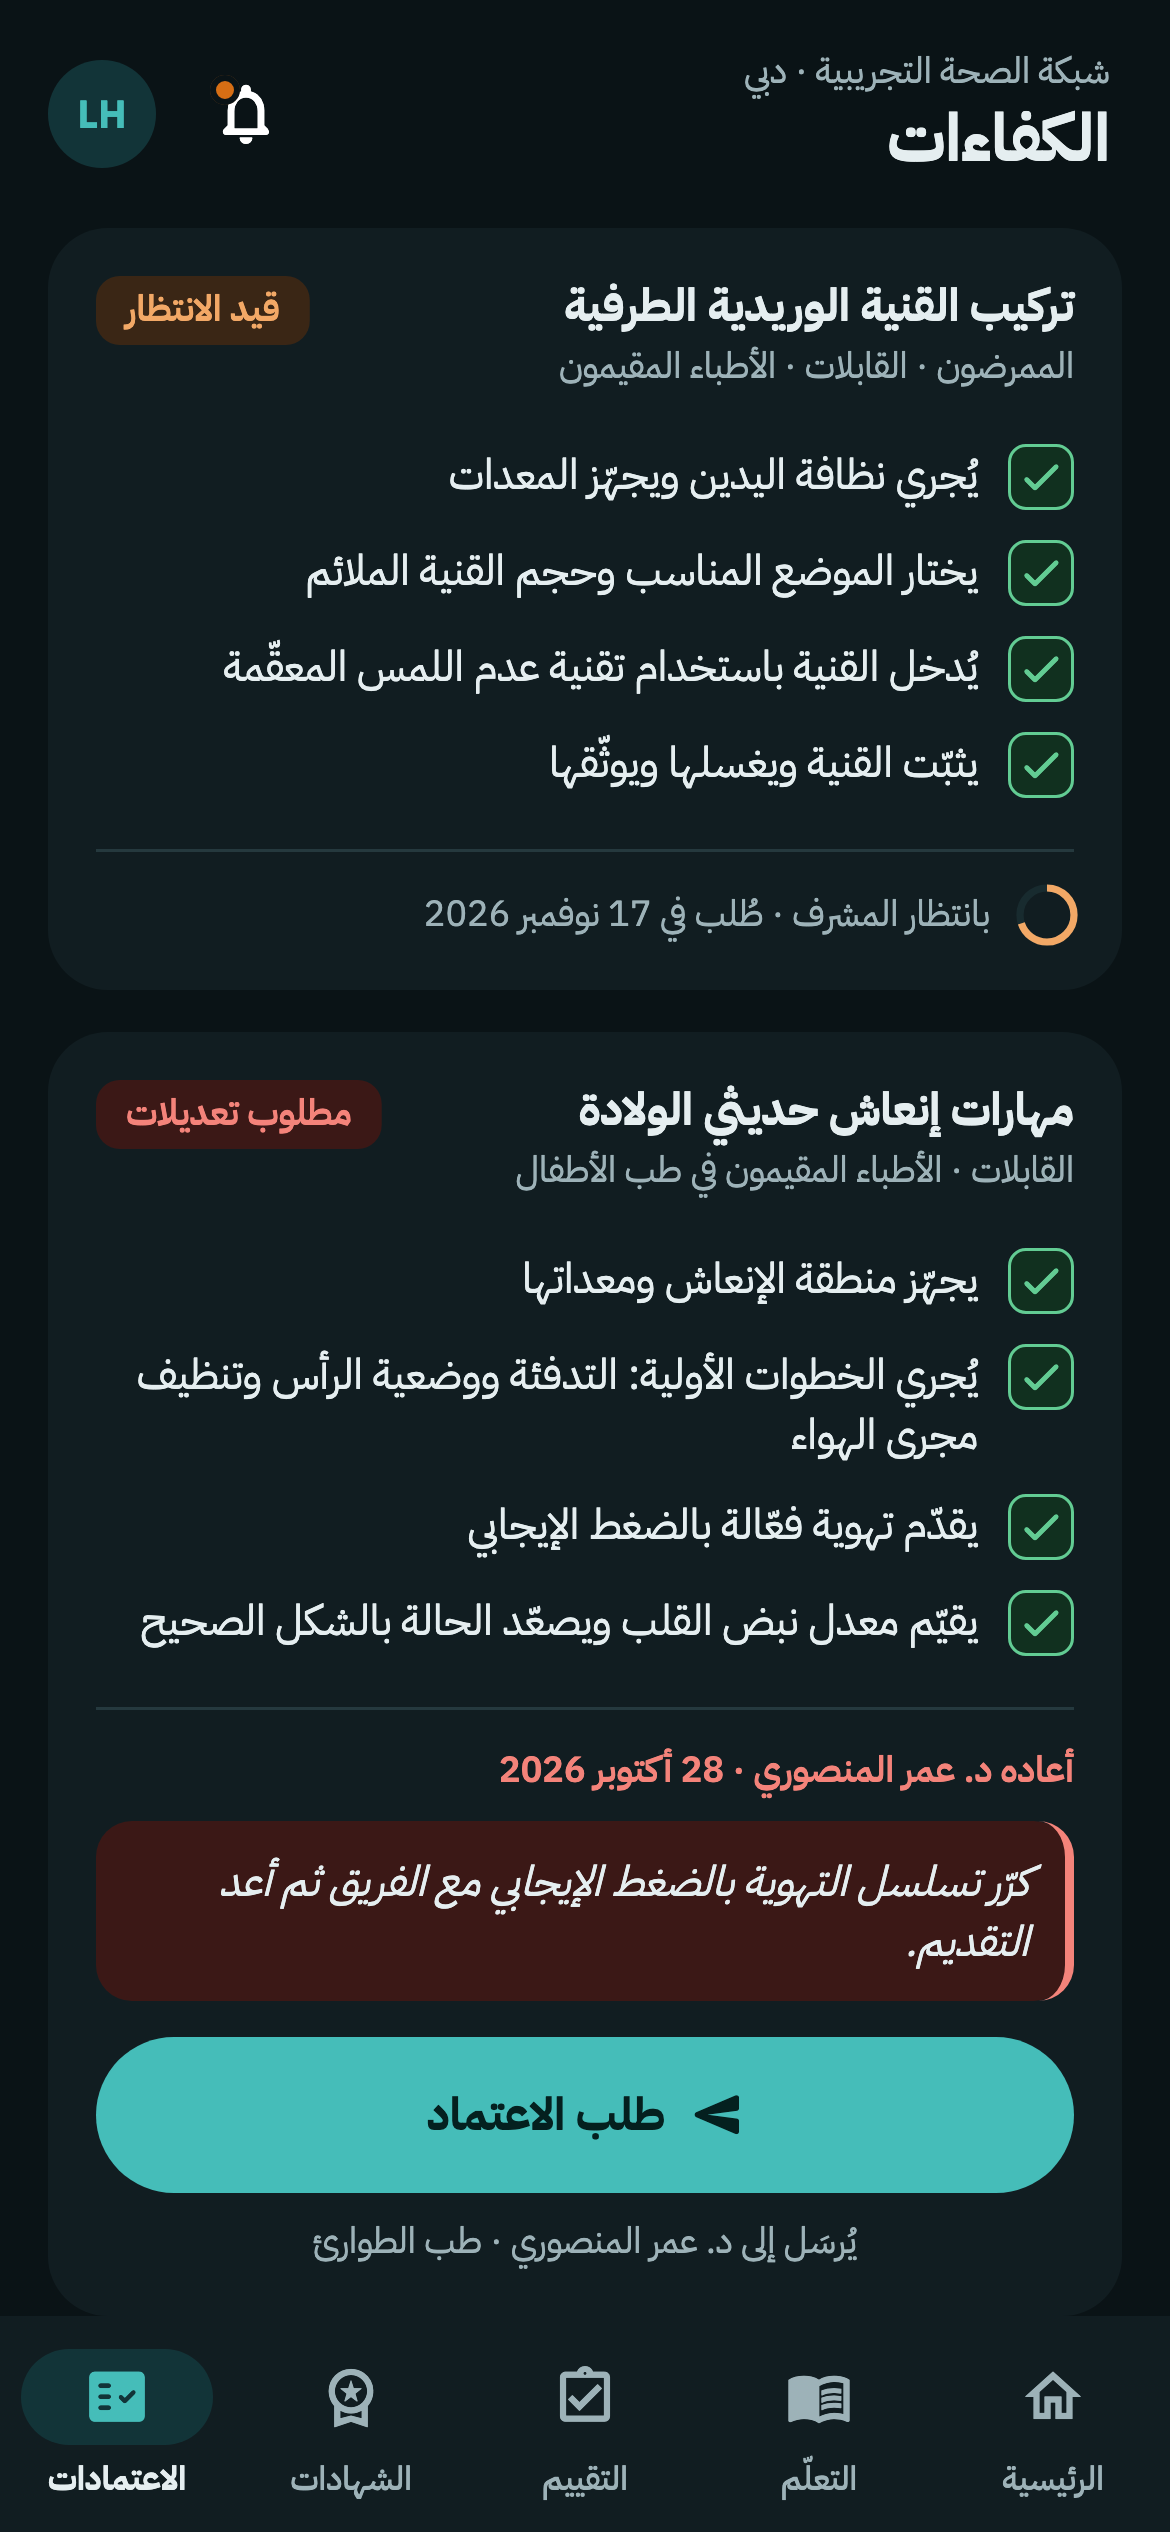 شبكة الصحة التجريبية · دبي
الكفاءات
LH
تركيب القنية الوريدية الطرفية
قيد الانتظار
الممرضون · القابلات · الأطباء المقيمون
يُجري نظافة اليدين ويجهّز المعدات
يختار الموضع المناسب وحجم القنية الملائم
يُدخل القنية باستخدام تقنية عدم اللمس المعقّمة
يثبّت القنية ويغسلها ويوثّقها
بانتظار المشرف · طُلب في 17 نوفمبر 2026
مهارات إنعاش حديثي الولادة
مطلوب تعديلات
القابلات · الأطباء المقيمون في طب الأطفال
يجهّز منطقة الإنعاش ومعداتها
يُجري الخطوات الأولية: التدفئة ووضعية الرأس وتنظيف
مجرى الهواء
يقدّم تهوية فعّالة بالضغط الإيجابي
يقيّم معدل نبض القلب ويصعّد الحالة بالشكل الصحيح
أعاده د. عمر المنصوري · 28 أكتوبر 2026
كرّر تسلسل التهوية بالضغط الإيجابي مع الفريق ثم أعد
التقديم.
طلب الاعتماد
يُرسَل إلى د. عمر المنصوري · طب الطوارئ
الرئيسية
التعلّم
التقييم
الشهادات
الاعتمادات